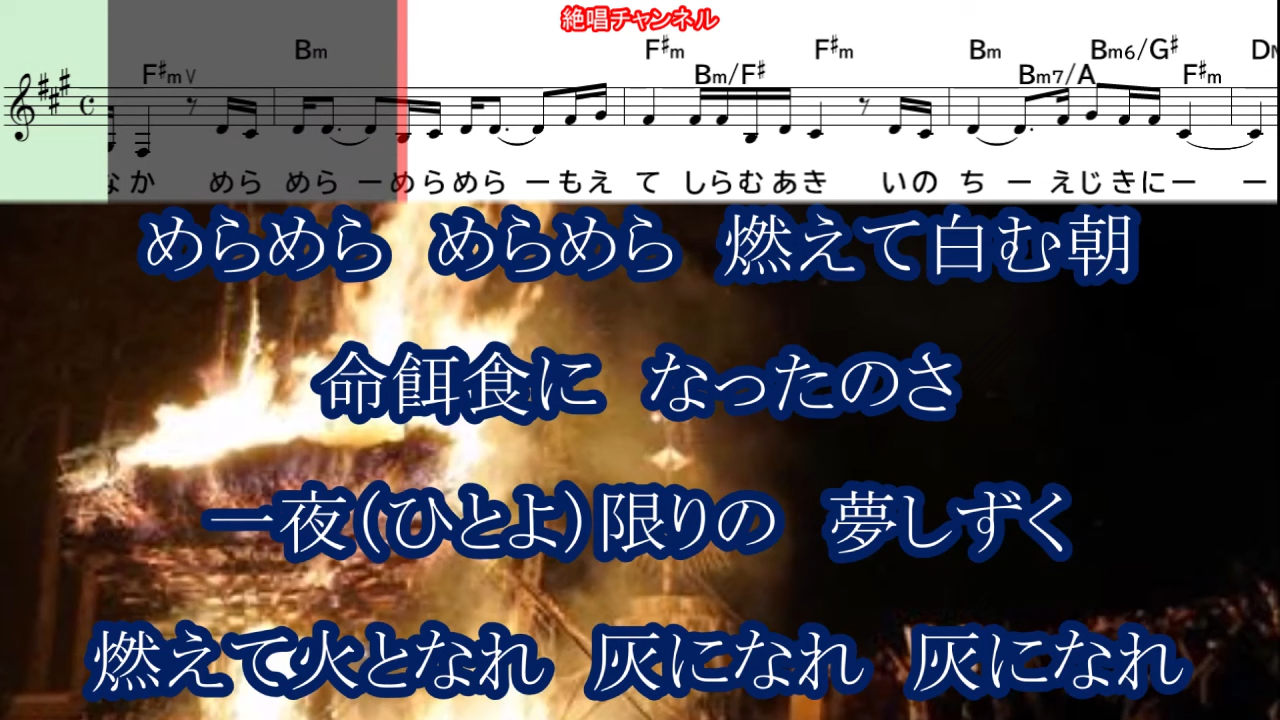 絶唱チャンネル
Bm F♯m F♯m Bm Bm6/G♯
F♯m Bm/F♯ Bm7/A F♯m
か めら めら ーめらめら ーもえ て しらむ あき いの ち ー えじ きにー ー
めらめら めらめら 燃えて白む朝
命餌食に なったのさ
一夜(ひとよ)限りの 夢しずく
燃えて火となれ 灰になれ 灰になれ